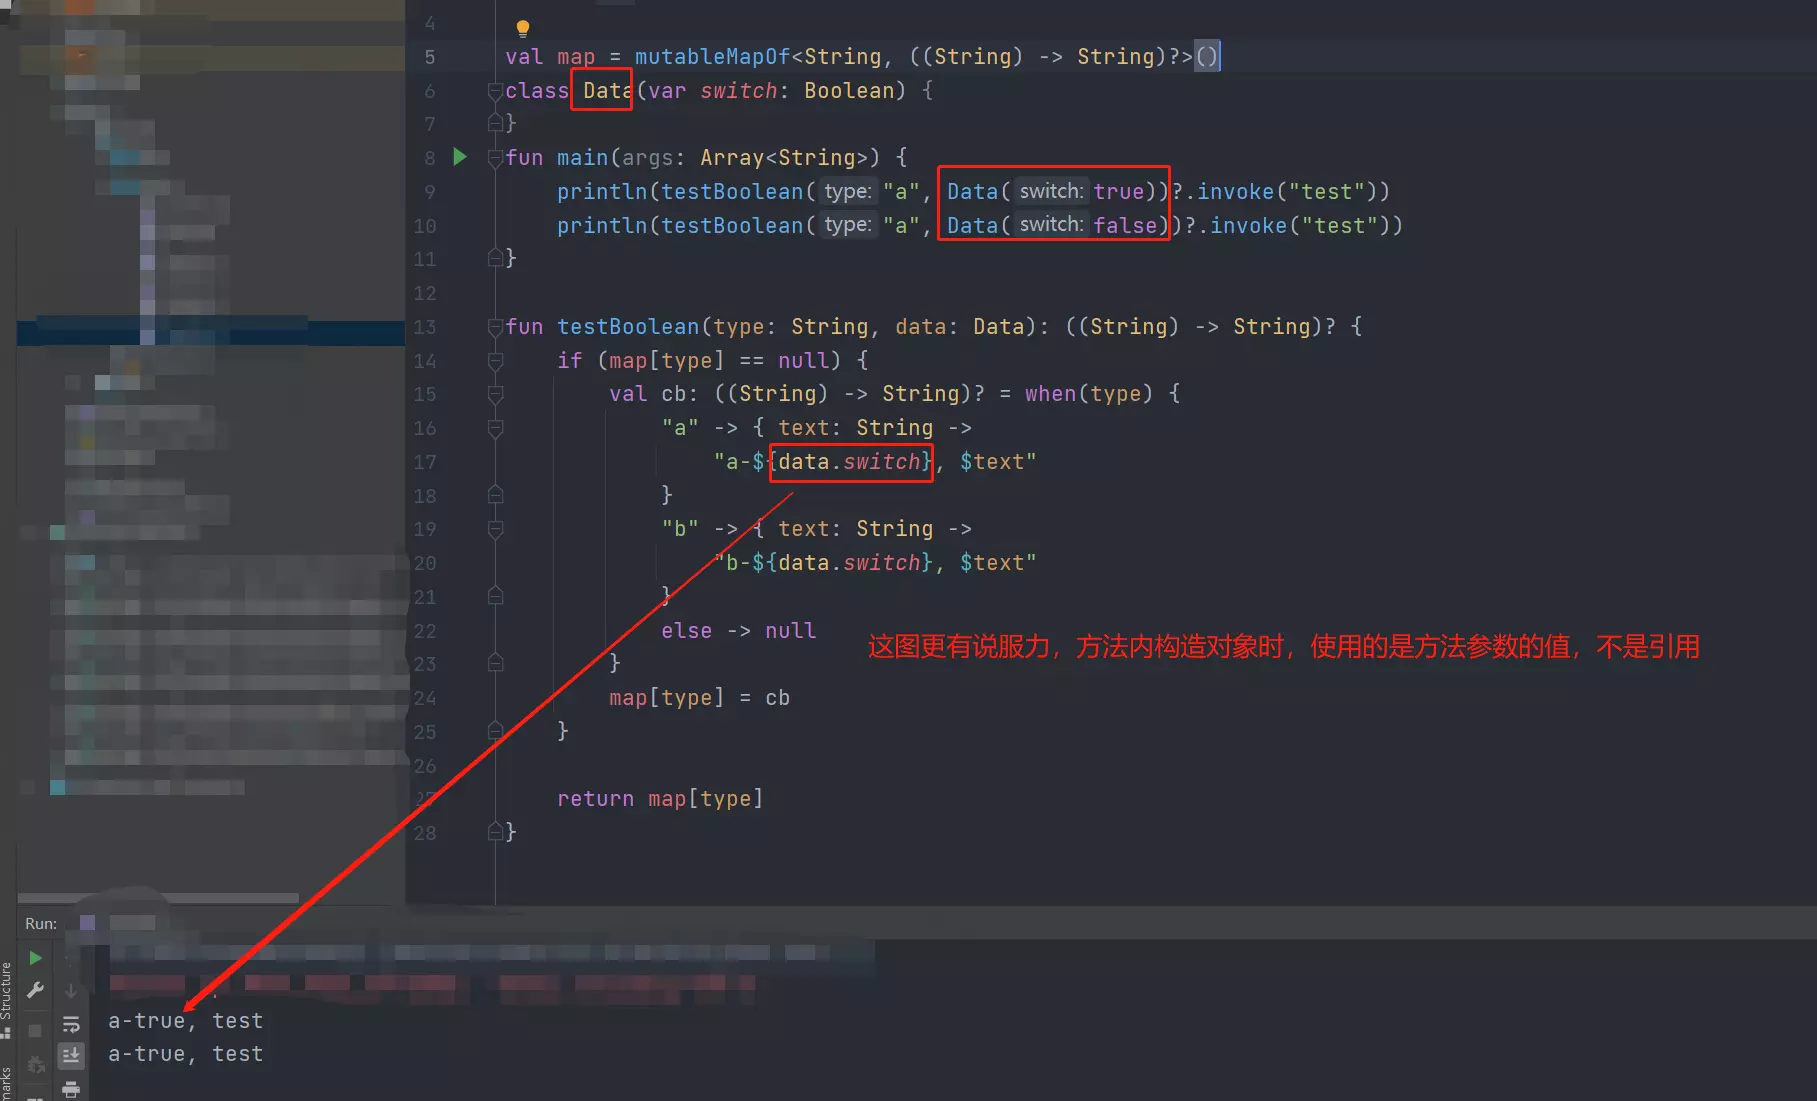 4
5 val map = mutableMapOf<String, ((String) -> String)?>()
6 class Data(var switch: Boolean) {
7 }
8 fun main(args: Array<String>) {
9 println(testBoolean( type: "a", Data( switch: true))?.invoke("test"))
10 println(testBoolean( type: "a", Data( switch: false))?.invoke("test"))
11 }
12
13 fun testBoolean(type: String, data: Data): ((String) -> String)? {
14 if (map[type] == null) {
15 val cb: ((String) -> String)? = when(type) {
16 "a" -> { text: String ->
17 "a-${data.switch}, $text"
18 }
19 "b" -> { text: String ->
20 "b-${data.switch}, $text"
21 }
22 else -> null
这图更有说服力，方法内构造对象时，使用的是方法参数的值，不是引用
23 }
24 map[type] = cb
25 }
26
27 return map[type]
28 }
Run:
Structure
a-true, test
a-true, test